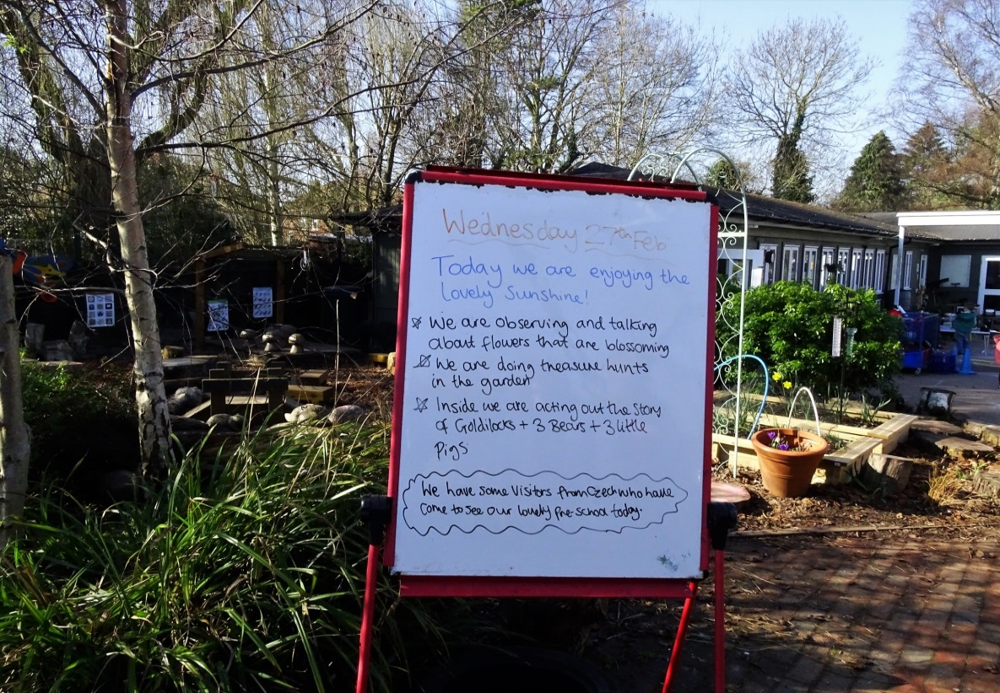 Wednesday 27th Feb
Today we are enjoying the
Lovely Sunshine!
We are observing and talking
about flowers that are blossoming
We are doing treasure hunts
in the garden
Inside we are acting out the Story
of Goldilocks + 3 Bears + 3 little
Pigs
We have some Visitors from Czech who have
Come to see our lovely pre-school today.